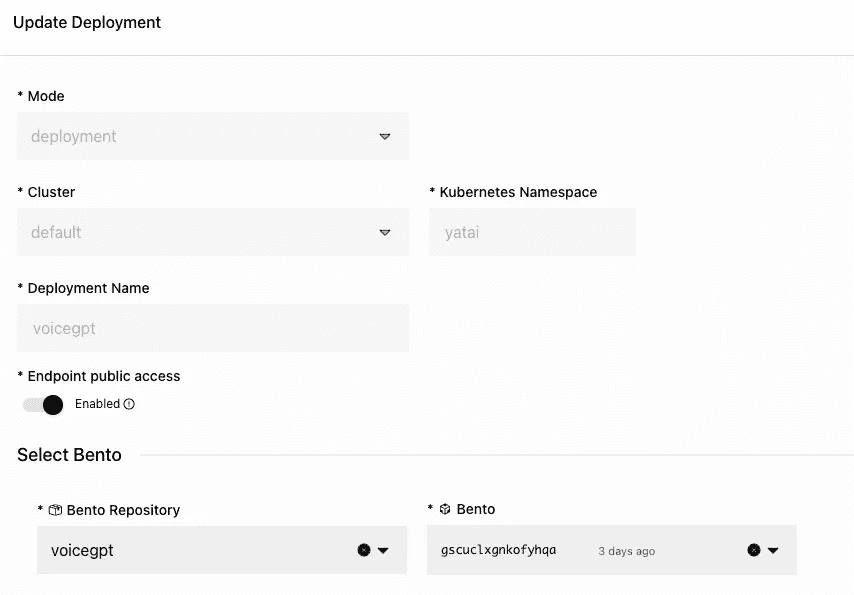 Update Deployment
* Mode
deployment
* Cluster
* Kubernetes Namespace
default
yatai
* Deployment Name
voicegpt
* Endpoint public access
Enabled
Select Bento
* Bento Repository
* Bento
voicegpt
gscuclxgnkofyhqa 3 days ago